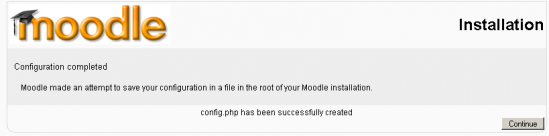 moodle
Installation
Configuration completed
Moodle made an attempt to save your configuration in a file in the root of your Moodle installation.
config.php has been successfully created
Continue